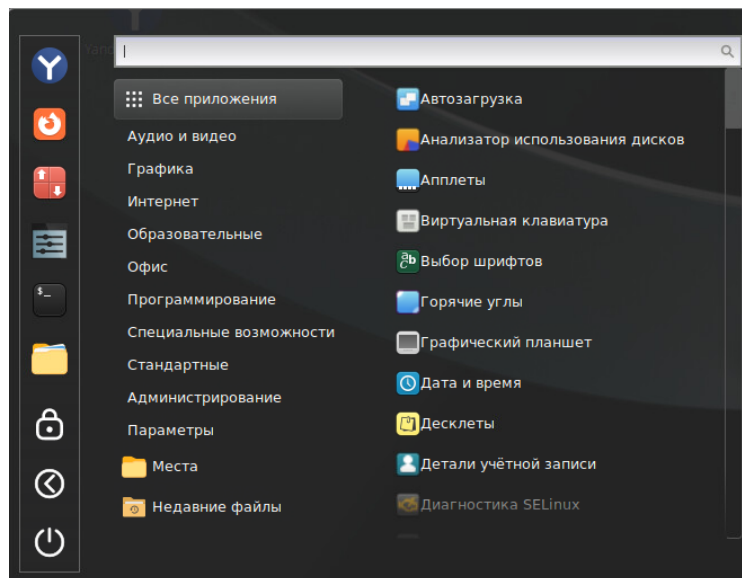 Yand
Все приложения
Аудио и видео
Графика
Интернет
Образовательные
Офис
Программирование
Специальные возможности
Стандартные
Администрирование
Параметры
Места
Недавние файлы
Автозагрузка
Анализатор использования дисков
Апплеты
Виртуальная клавиатура
Выбор шрифтов
Горячие углы
Графический планшет
Дата и время
Десклеты
Детали учётной записи
Диагностика SELinux